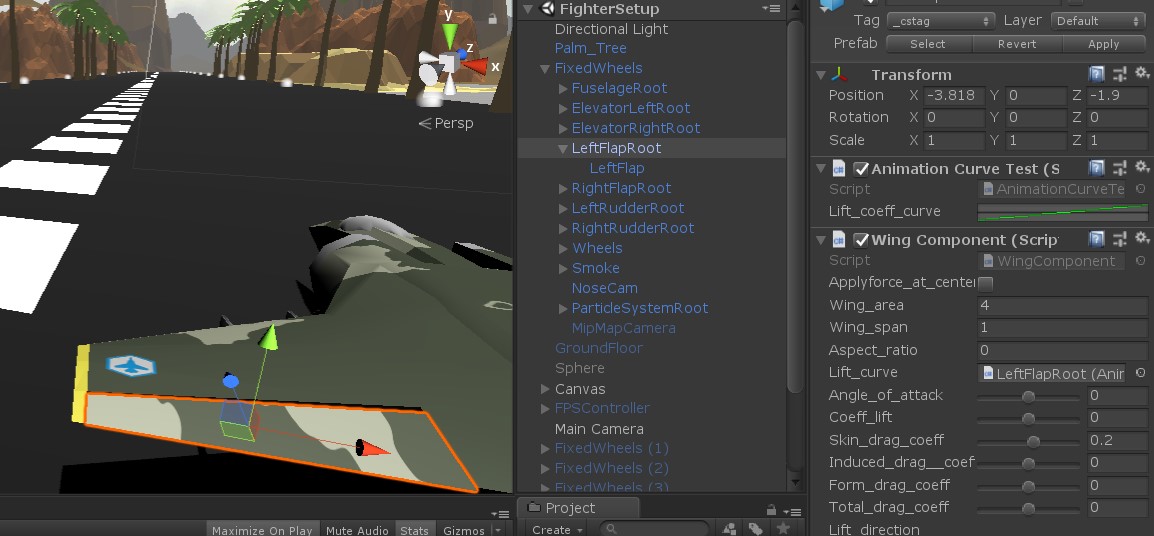 y
z
x
Persp
Maximize On Play Mute Audio Stats Gizmos
FighterSetup
Directional Light
Palm_Tree
FixedWheels
FuselageRoot
ElevatorLeftRoot
ElevatorRightRoot
LeftFlapRoot
LeftFlap
RightFlapRoot
LeftRudderRoot
RightRudderRoot
Wheels
Smoke
NoseCam
ParticleSystemRoot
MipMapCamera
GroundFloor
Sphere
Canvas
FPSController
Main Camera
FixedWheels (1)
FixedWheels (2)
FixedWheels (3)
Project
Create
Tag _cstag Layer Default
Prefab Select Revert Apply
Transform
Position X -3.818 Y 0 Z -1.9
Rotation X 0 Y 0 Z 0
Scale X 1 Y 1 Z 1
Animation Curve Test (S
Script AnimationCurveTe
Lift_coeff_curve
Wing Component (Scrip
Script WingComponent
Applyforce_at_center
Wing_area 4
Wing_span 1
Aspect_ratio 0
Lift_curve LeftFlapRoot (Anir
Angle_of_attack 0
Coeff_lift 0
Skin_drag_coeff 0.2
Induced_drag__coef 0
Form_drag_coeff 0
Total_drag_coeff 0
Lift_direction